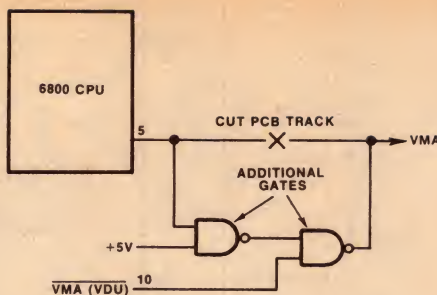 6800 CPU
5
CUT PCB TRACK
VMA
ADDITIONAL
GATES
+5V
VMA (VDU)
10